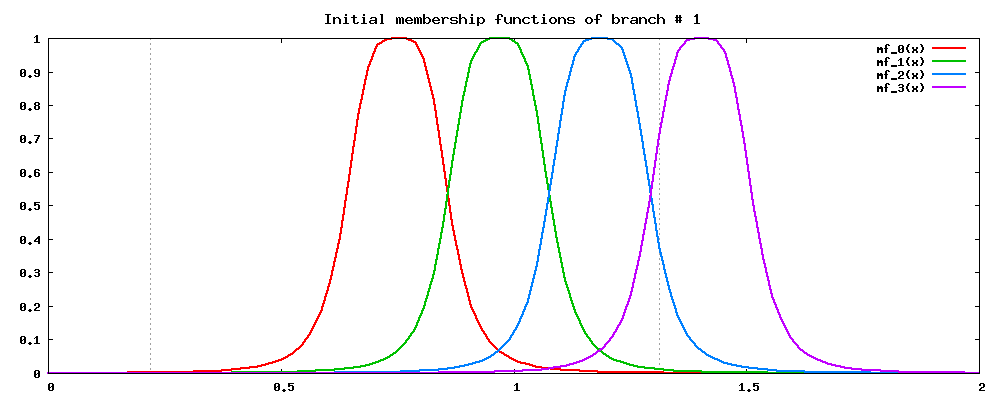 Initial membership functions of branch # 1
mf_0(x)
mf_1(x)
mf_2(x)
mf_3(x)
1
0.9
0.8
0.7
0.6
0.5
0.4
0.3
0.2
0.1
0
0 0.5 1 1.5 2